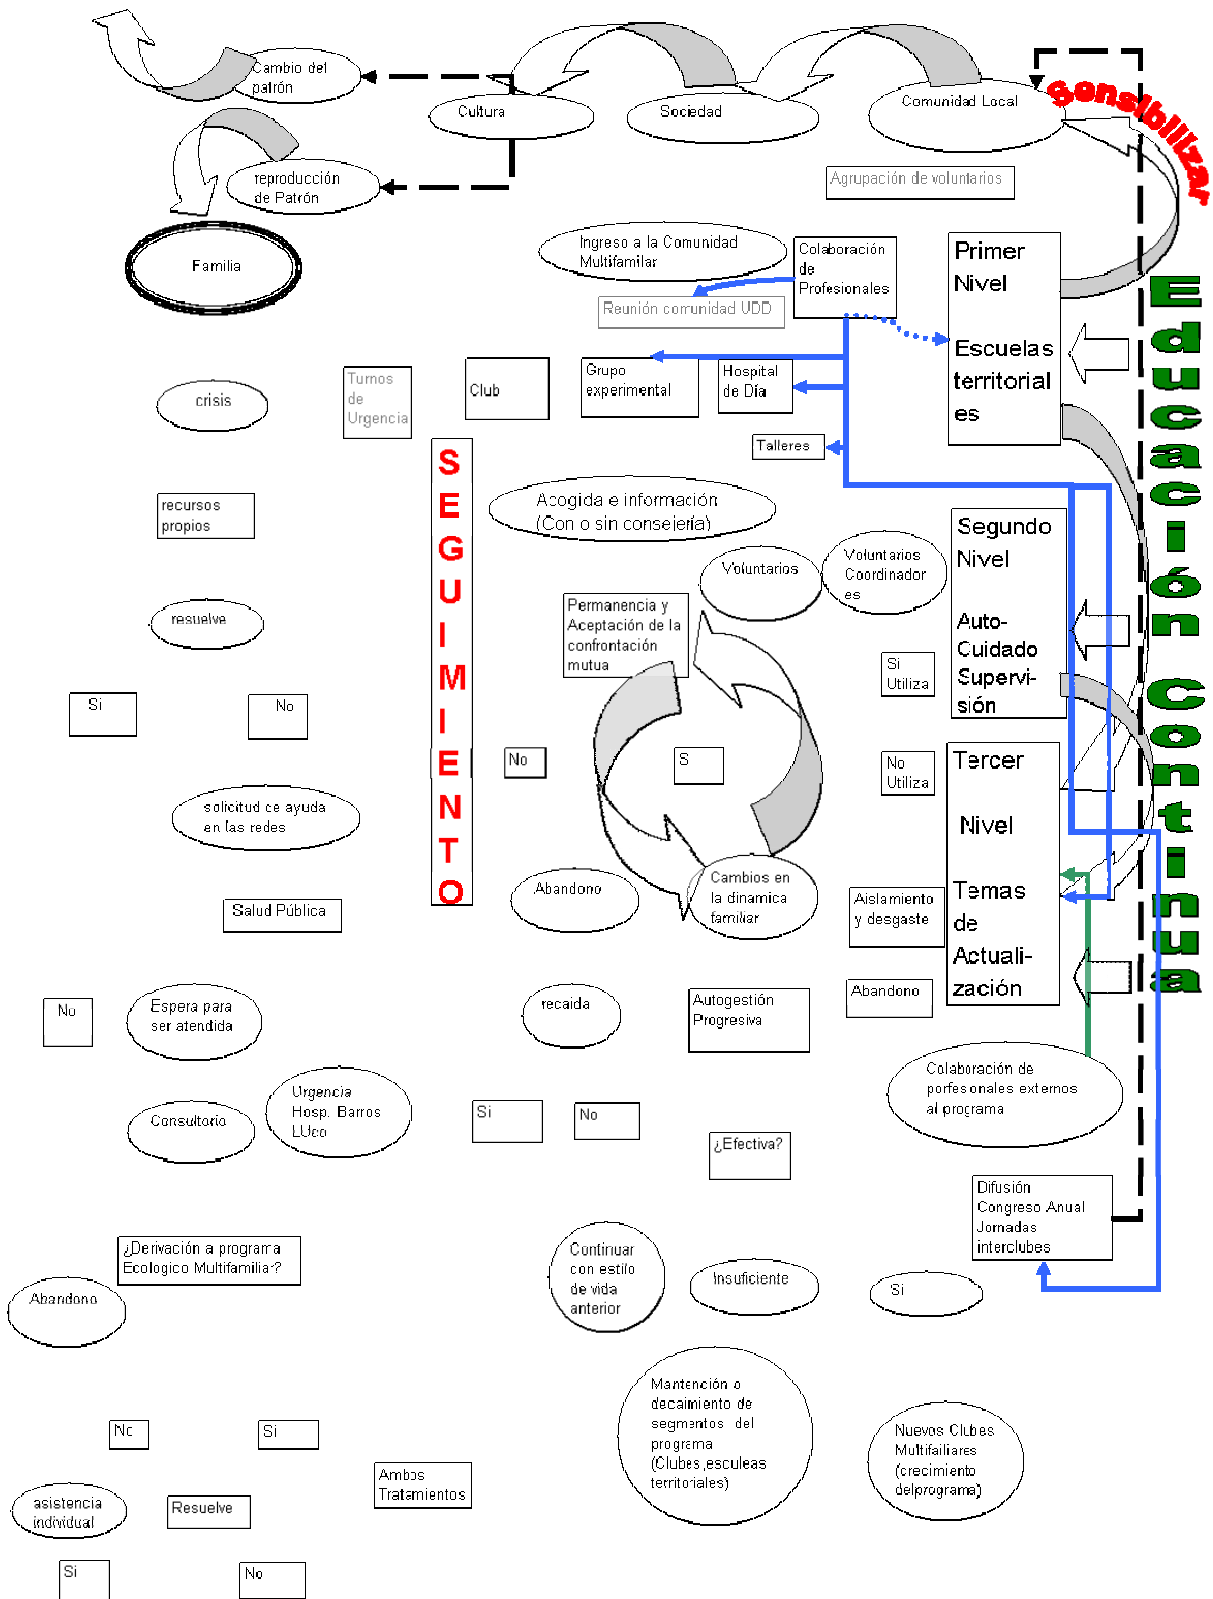 Cambio del
patrón
Cultura
Sociedad
Comunidad Local
Sensibilizar
reproducción
de Patrón
Agrupación de voluntarios
Familia
Ingreso a la Comunidad
Multifamiliar
Colaboración
de
Profesionales
Primer
Nivel
Escuelas
territorial
es
Reunión comunidad UDD
Educación Continua
crisis
Turnos
de
Urgencia
Club
Grupo
experimental
Hospital
de Día
Talleres
SEGUIMIENTO
recursos
propios
Acogida e información
(Con o sin consejería)
Segundo
Nivel
Auto-
Cuidado
Supervi-
sión
Voluntarios
Voluntarios
Coordinador
es
resuelve
Permanencia y
Aceptación de la
confrontación
mutua
Si
Utiliza
Si
No
No
S
No
Utiliza
Tercer
Nivel
Temas
de
Actuali-
zación
solicitud de ayuda
en las redes
Abandono
Cambios en
la dinamica
familiar
Aislamiento
y desgaste
Salud Pública
No
Espera para
ser atendida
recaida
Autogestión
Progresiva
Abandono
Colaboración de
porfesionales externos
al programa
Consultorio
Urgencia
Hosp. Barros
LUco
Si
No
¿Efectiva?
Difusión
Congreso Anual
Jornadas
interclubes
¿Derivación a programa
Ecologico Multifamiliar?
Abandono
Continuar
con estilo
de vida
anterior
Insuficiente
Si
Mantención o
decaimiento de
segmentos del
programa
(Clubes ,esculeas
territoriales)
Nuevos Clubes
Multifailiares
(crecimiento
delprograma)
No
Si
Ambos
Tratamientos
asistencia
individual
Resuelve
Si
No